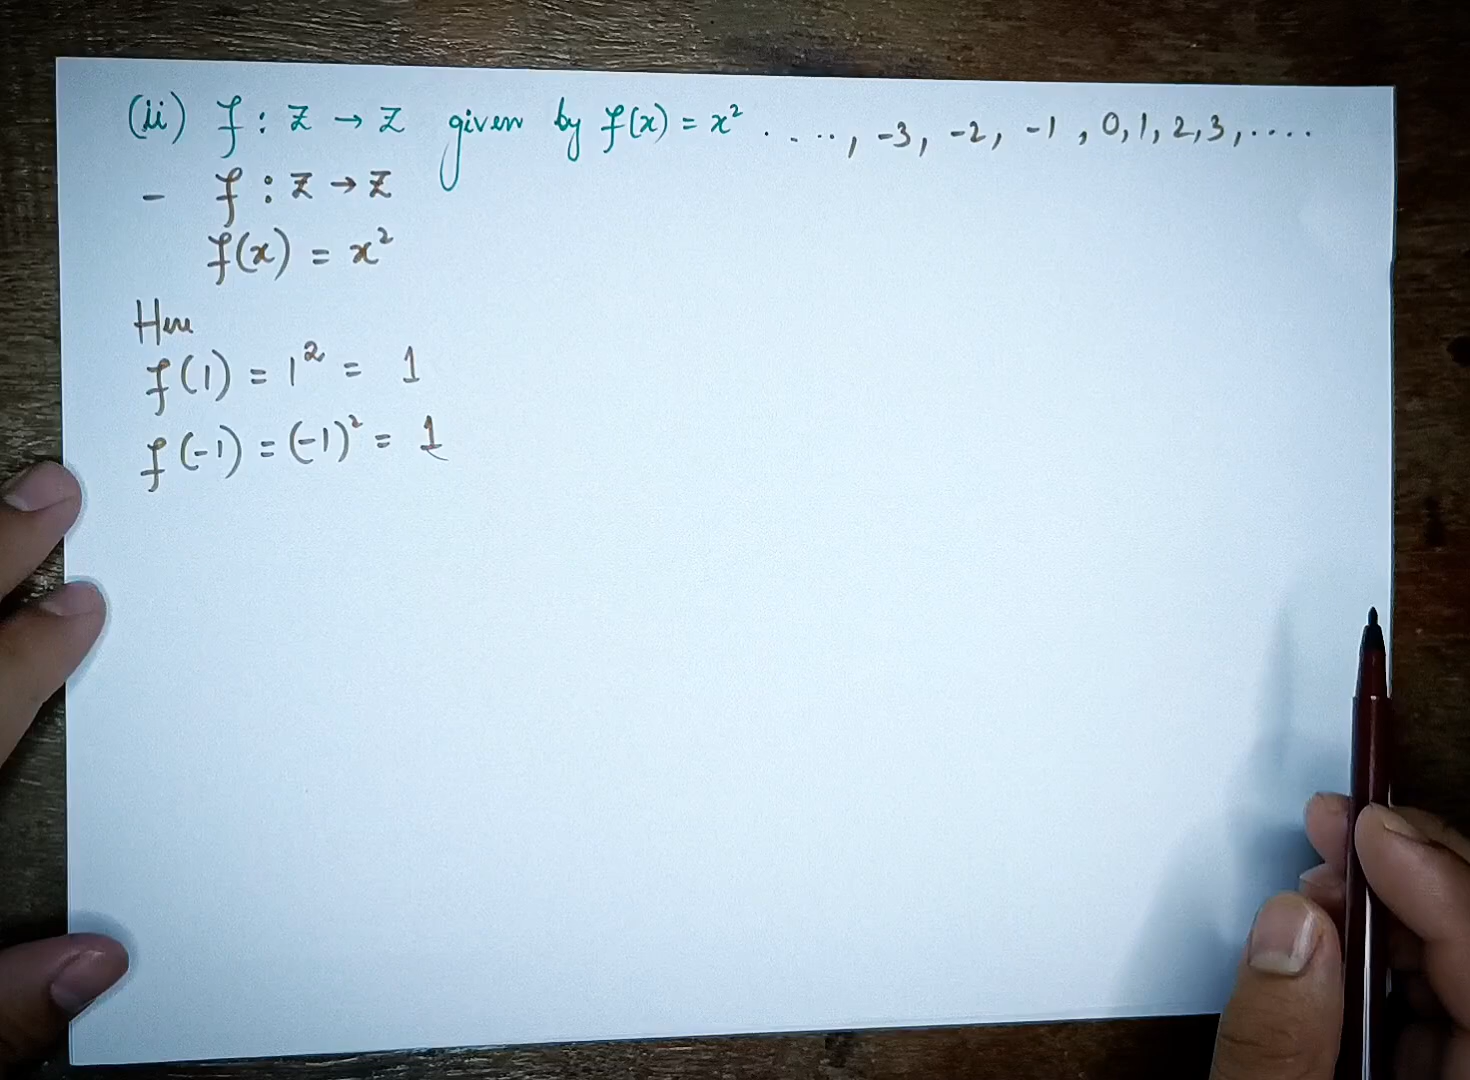 (ii) f : Z → Z given by f(x) = x² . . . . . , -3, -2, -1 , 0, 1, 2, 3, . . . .
- f : Z → Z
f(x) = x²
Here
f(1) = 1² = 1
f(-1) = (-1)² = 1